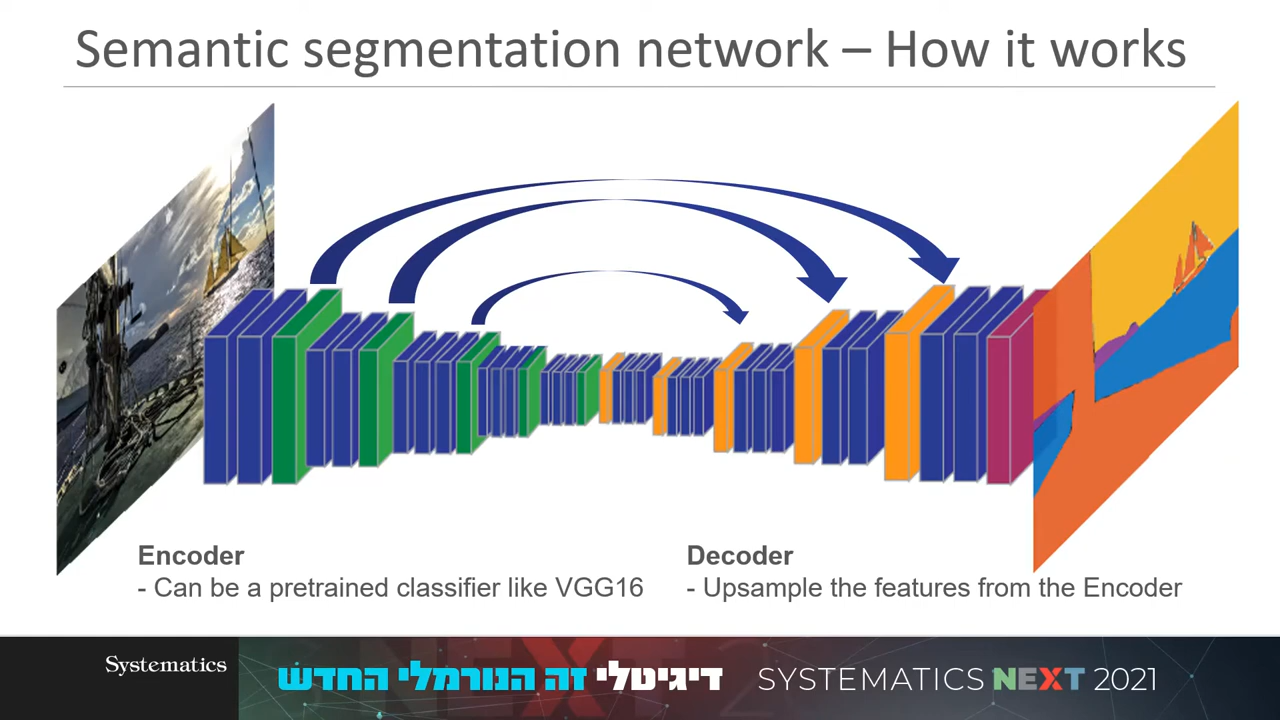 Semantic segmentation network – How it works
Encoder
- Can be a pretrained classifier like VGG16
Decoder
- Upsample the features from the Encoder
Systematics
דיגיטלי זה הנורמלי החדש
SYSTEMATICS NEXT 2021